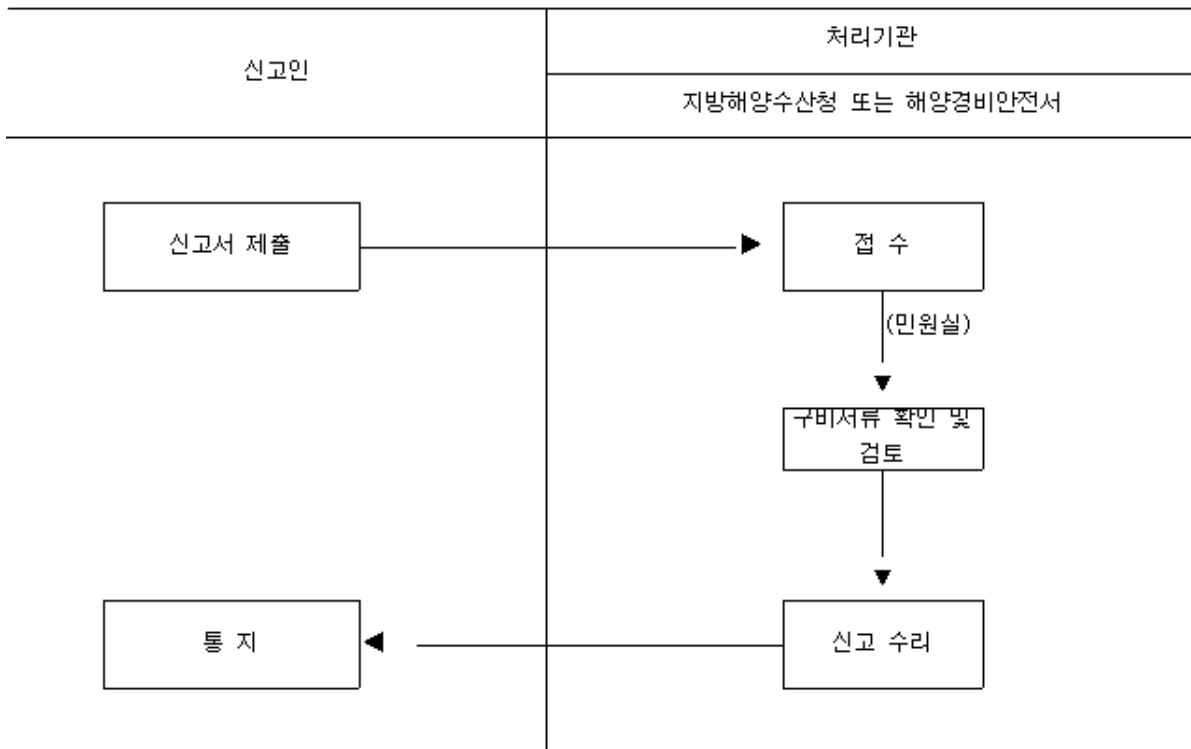 신고인
처리기관
지방해양수산청 또는 해양경비안전서
신고서 제출
접 수
(민원실)
구비서류 확인 및
검토
통 지
신고 수리